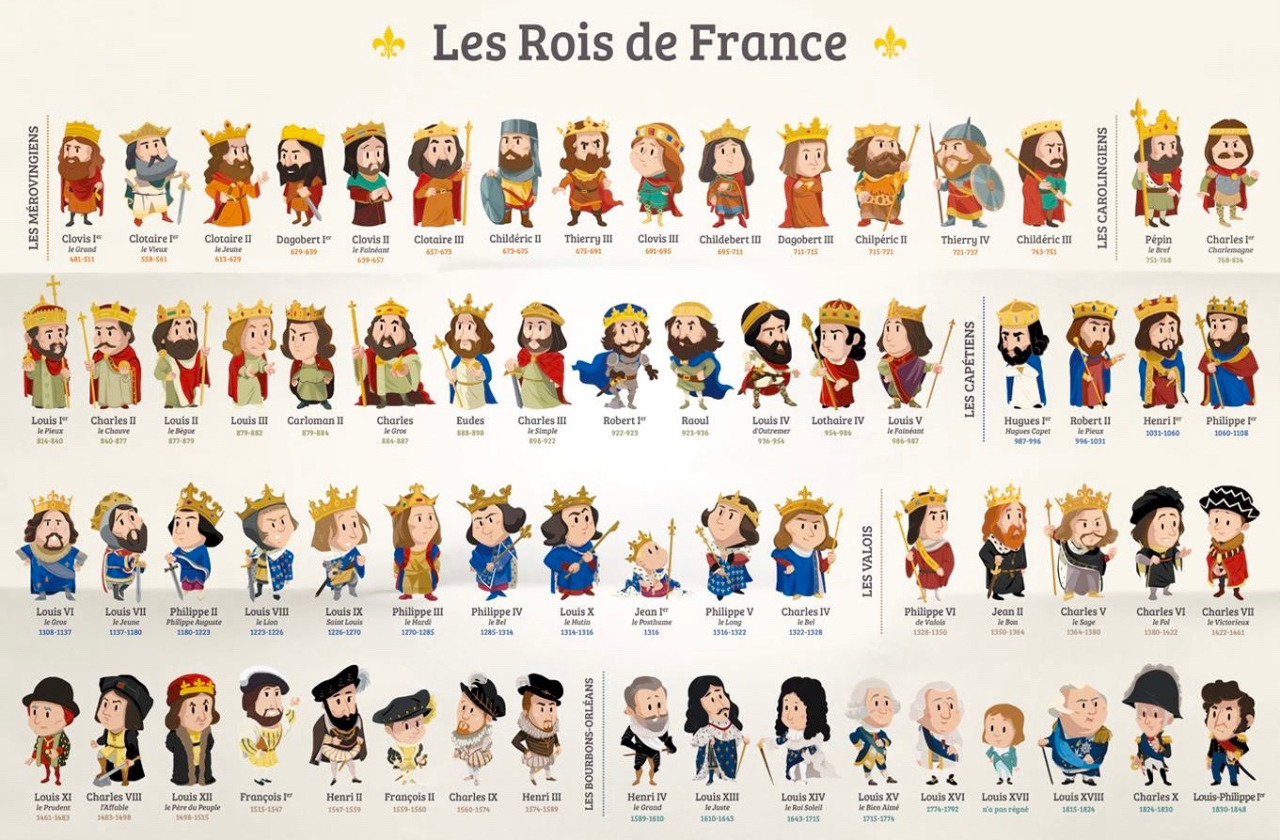 Les Rois de France
LES MÉROVINGIENS
Clovis Iᵉʳ
le Grand
481-511
Clotaire Iᵉʳ
le Vieux
558-561
Clotaire II
le Jeune
613-629
Dagobert Iᵉʳ
629-639
Clovis II
le Fainéant
639-657
Clotaire III
657-673
Childéric II
673-675
Thierry III
675-691
Clovis III
691-695
Childebert III
695-711
Dagobert III
711-715
Chilpéric II
715-721
Thierry IV
721-737
Childéric III
743-751
LES CAROLINGIENS
Pépin
le Bref
751-768
Charles Iᵉʳ
Charlemagne
768-814
Louis Iᵉʳ
le Pieux
814-840
Charles II
le Chauve
840-877
Louis II
le Bègue
877-879
Louis III
879-882
Carloman II
879-884
Charles
le Gros
884-887
Eudes
888-898
Charles III
le Simple
898-922
Robert Iᵉʳ
922-923
Raoul
923-936
Louis IV
d'Outremer
936-954
Lothaire IV
954-986
Louis V
le Fainéant
986-987
LES CAPÉTIENS
Hugues Iᵉʳ
Hugues Capet
987-996
Robert II
le Pieux
996-1031
Henri Iᵉʳ
1031-1060
Philippe Iᵉʳ
1060-1108
Louis VI
le Gros
1108-1137
Louis VII
le Jeune
1137-1180
Philippe II
Philippe Auguste
1180-1223
Louis VIII
le Lion
1223-1226
Louis IX
Saint Louis
1226-1270
Philippe III
le Hardi
1270-1285
Philippe IV
le Bel
1285-1314
Louis X
le Hutin
1314-1316
Jean Iᵉʳ
le Posthume
1316
Philippe V
le Long
1316-1322
Charles IV
le Bel
1322-1328
LES VALOIS
Philippe VI
de Valois
1328-1350
Jean II
le Bon
1350-1364
Charles V
le Sage
1364-1380
Charles VI
le Fol
1380-1422
Charles VII
le Victorieux
1422-1461
Louis XI
le Prudent
1461-1483
Charles VIII
l'Affable
1483-1498
Louis XII
le Père du Peuple
1498-1515
François Iᵉʳ
1515-1547
Henri II
1547-1559
François II
1559-1560
Charles IX
1560-1574
Henri III
1574-1589
LES BOURBONS-ORLÉANS
Henri IV
le Grand
1589-1610
Louis XIII
le Juste
1610-1643
Louis XIV
le Roi Soleil
1643-1715
Louis XV
le Bien Aimé
1715-1774
Louis XVI
1774-1792
Louis XVII
n'a pas régné
Louis XVIII
1815-1824
Charles X
1824-1830
Louis-Philippe Iᵉʳ
1830-1848